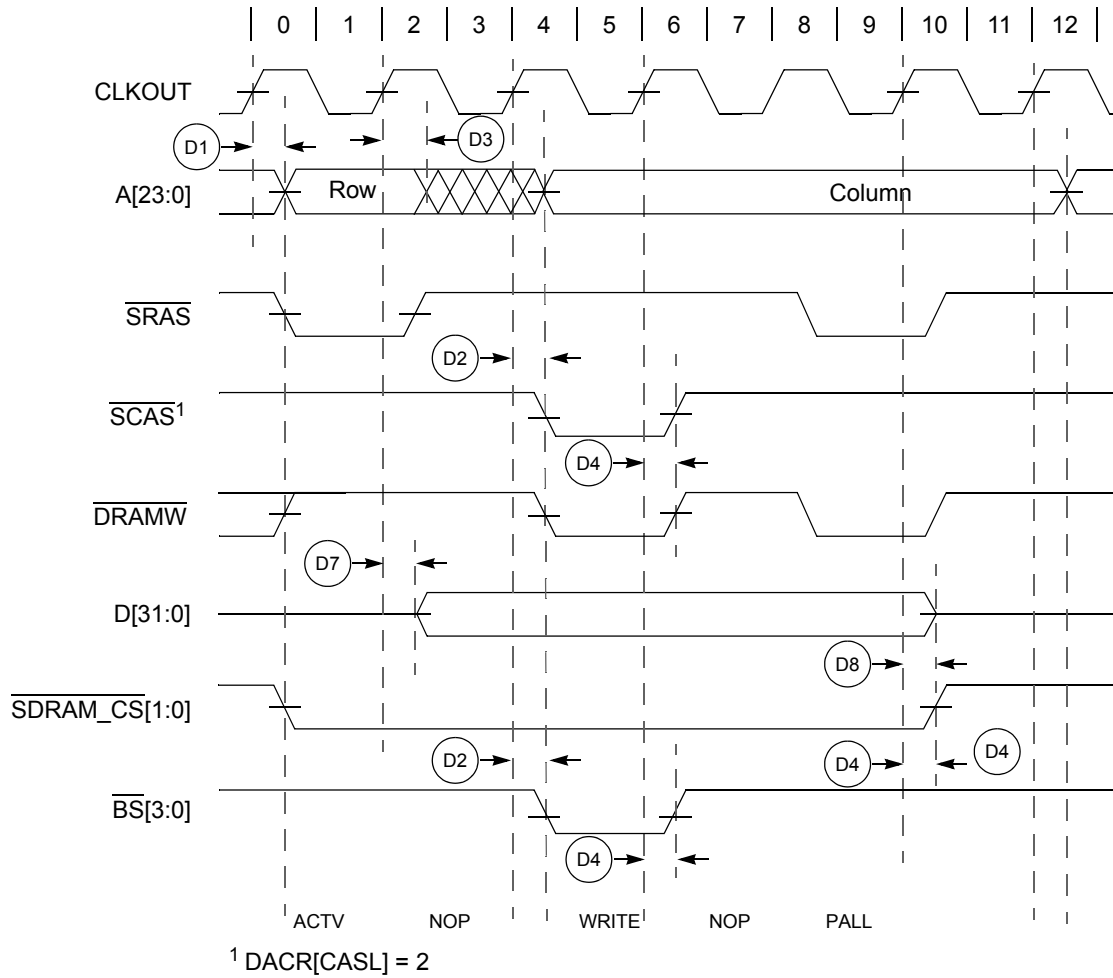 0 1 2 3 4 5 6 7 8 9 10 11 12
CLKOUT
D1 D3
A[23:0] Row Column
SRAS
D2
SCAS1
D4
DRAMW
D7
D[31:0]
D8
SDRAM_CS[1:0]
D2 D4 D4
BS[3:0]
D4
ACTV NOP WRITE NOP PALL
1 DACR[CASL] = 2